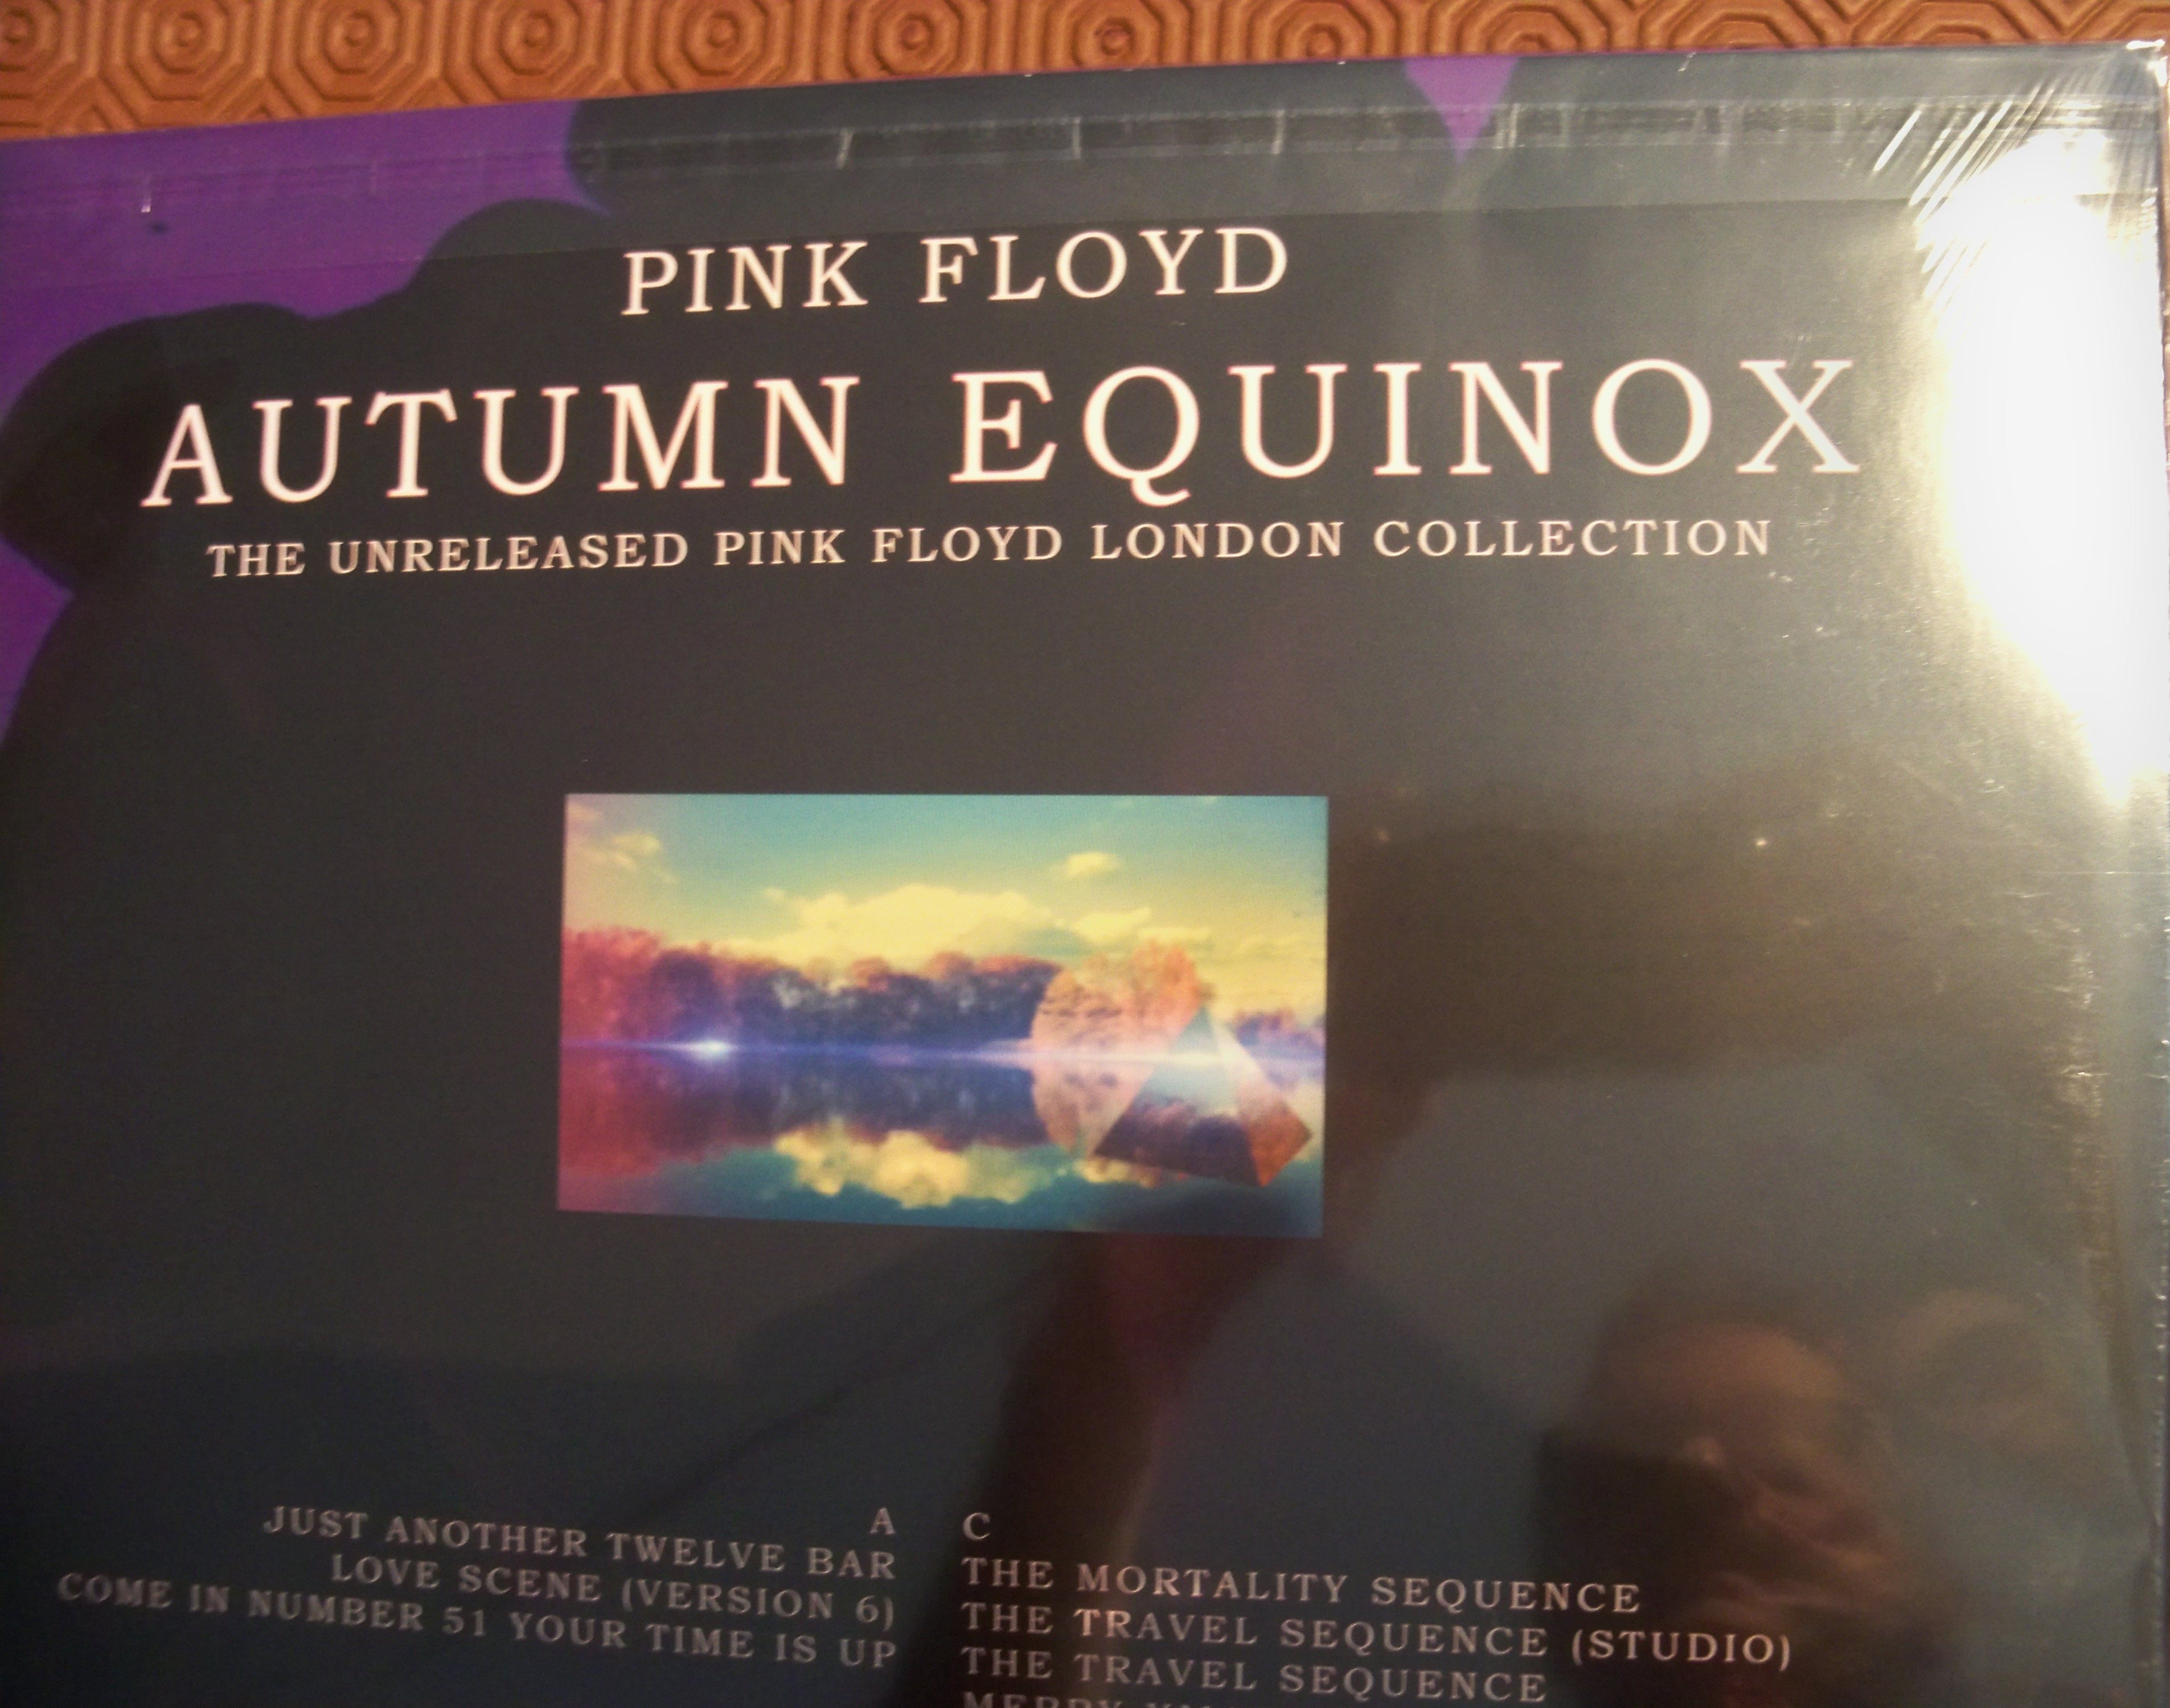 PINK FLOYD
AUTUMN EQUINOX
THE UNRELEASED PINK FLOYD LONDON COLLECTION
A
JUST ANOTHER TWELVE BAR
LOVE SCENE (VERSION 6)
COME IN NUMBER 51 YOUR TIME IS UP
C
THE MORTALITY SEQUENCE
THE TRAVEL SEQUENCE (STUDIO)
THE TRAVEL SEQUENCE
MERRY